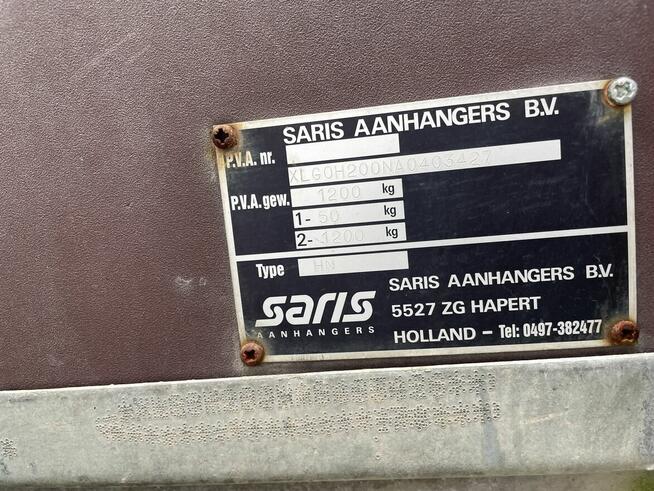 SARIS AANHANGERS B.V.
P.V.A. nr.
XLG0H200NA0403427
P.V.A. gew. 1200 kg
1- 50 kg
2- 1200 kg
Type HN
saris
AANHANGERS
SARIS AANHANGERS B.V.
5527 ZG HAPERT
HOLLAND – Tel: 0497-382477